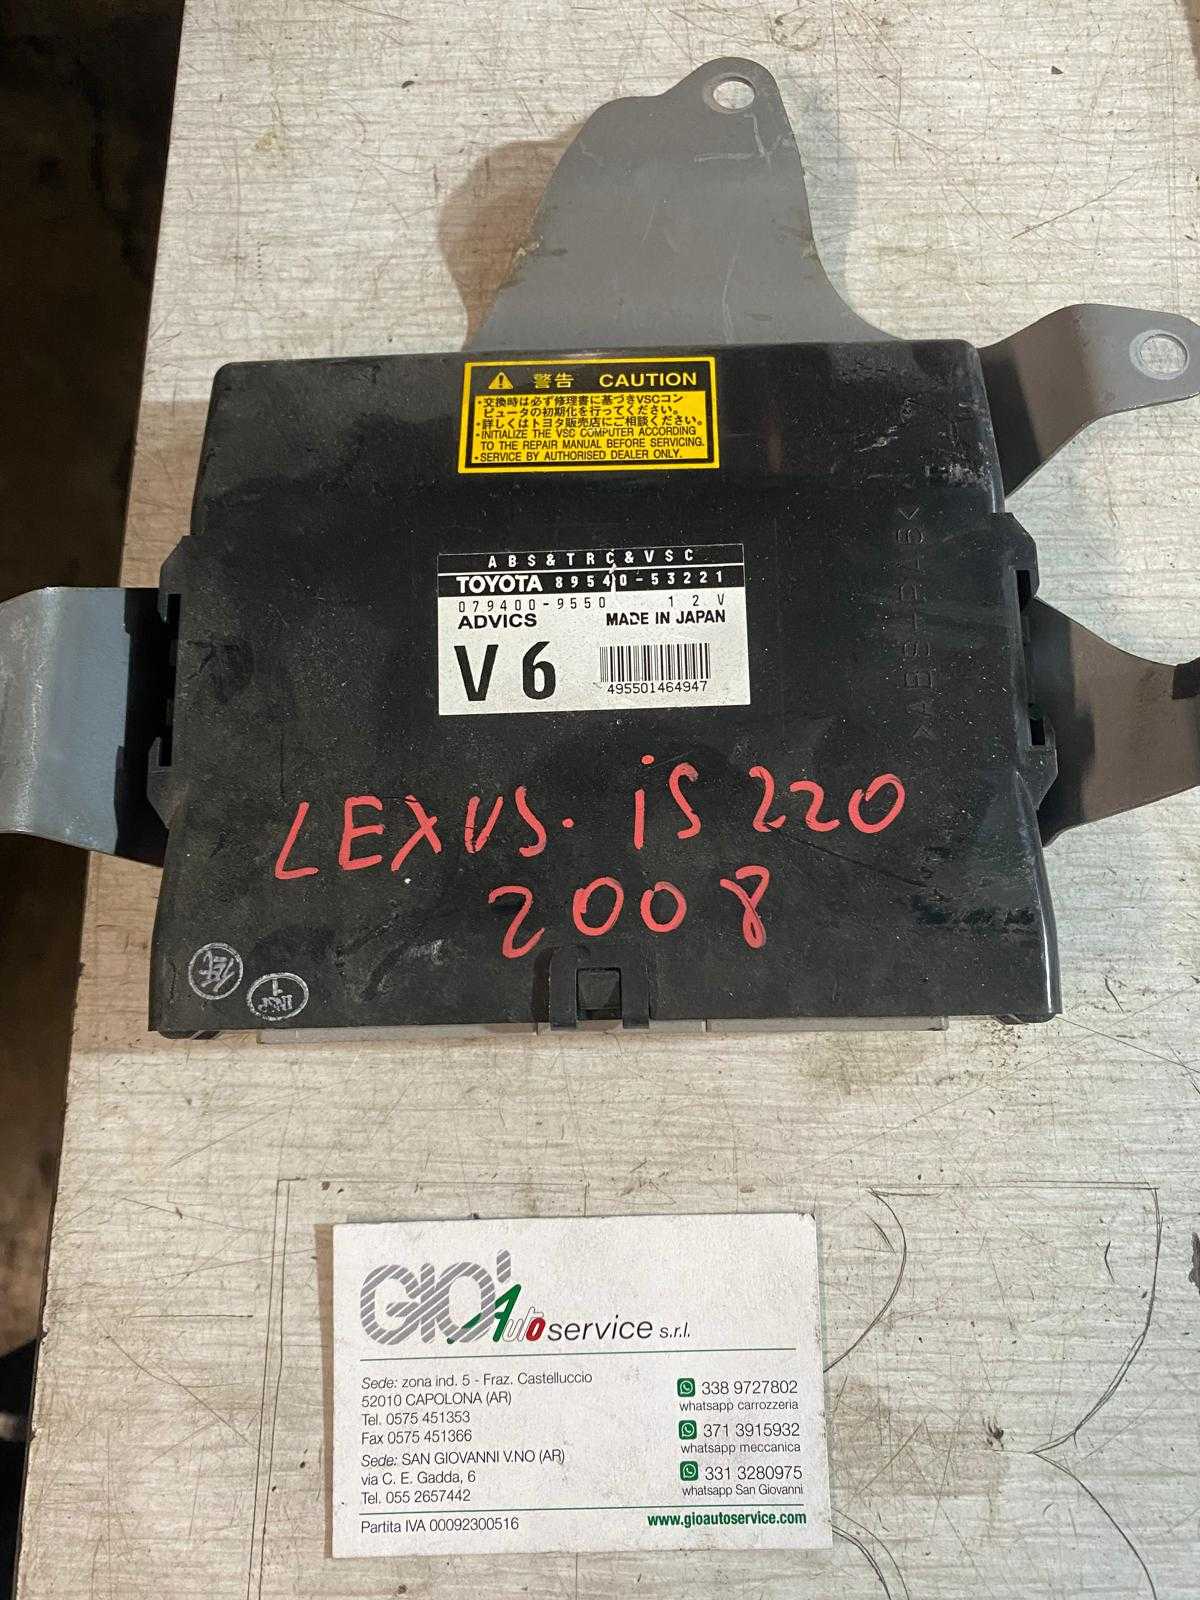 警告 CAUTION
・交換時は必ず修理書に基づきVSCコン
ピュータの初期化を行ってください。
・詳しくはトヨタ販売店にご相談ください。
・INITIALIZE THE VSC COMPUTER ACCORDING
TO THE REPAIR MANUAL BEFORE SERVICING.
・SERVICE BY AUTHORISED DEALER ONLY.
ABS&TRC&VSC
TOYOTA 89540-53221
079400-9550 12V
ADVICS MADE IN JAPAN
V6
495501464947
LEXUS. iS 220
2008
INSP
1
GIO' Auto service s.r.l.
Sede: zona ind. 5 - Fraz. Castelluccio
52010 CAPOLONA (AR)
Tel. 0575 451353
Fax 0575 451366
Sede: SAN GIOVANNI V.NO (AR)
via C. E. Gadda, 6
Tel. 055 2657442
Partita IVA 00092300516
338 9727802
whatsapp carrozzeria
371 3915932
whatsapp meccanica
331 3280975
whatsapp San Giovanni
www.gioautoservice.com